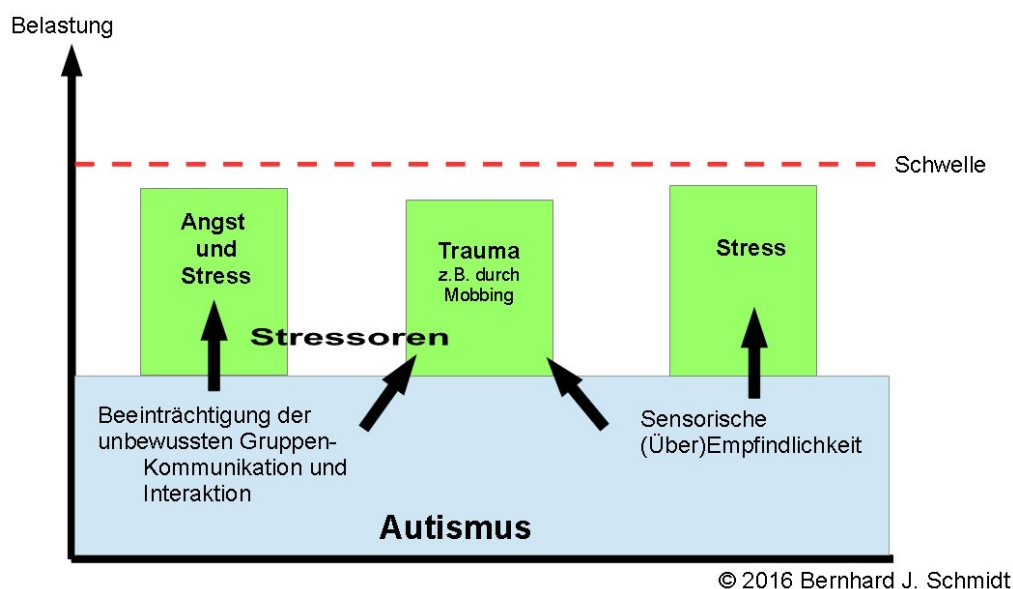 Belastung
Schwelle
Angst
und
Stress
Trauma
z.B. durch
Mobbing
Stress
Stressoren
Beeinträchtigung der
unbewussten Gruppen-
Kommunikation und
Interaktion
Sensorische
(Über)Empfindlichkeit
Autismus
© 2016 Bernhard J. Schmidt